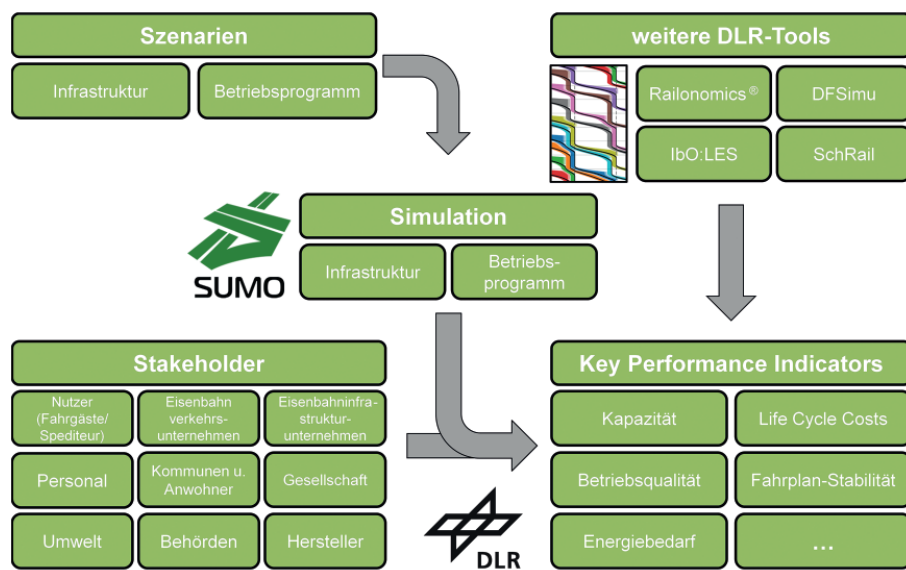 Szenarien
Infrastruktur
Betriebsprogramm
weitere DLR-Tools
Railonomics®
DFSimu
IbO:LES
SchRail
SUMO
Simulation
Infrastruktur
Betriebs-
programm
Stakeholder
Nutzer
(Fahrgäste/
Spediteur)
Eisenbahn
verkehrs-
unternehmen
Eisenbahninfra-
struktur-
unternehmen
Personal
Kommunen u.
Anwohner
Gesellschaft
Umwelt
Behörden
Hersteller
DLR
Key Performance Indicators
Kapazität
Life Cycle Costs
Betriebsqualität
Fahrplan-Stabilität
Energiebedarf
...